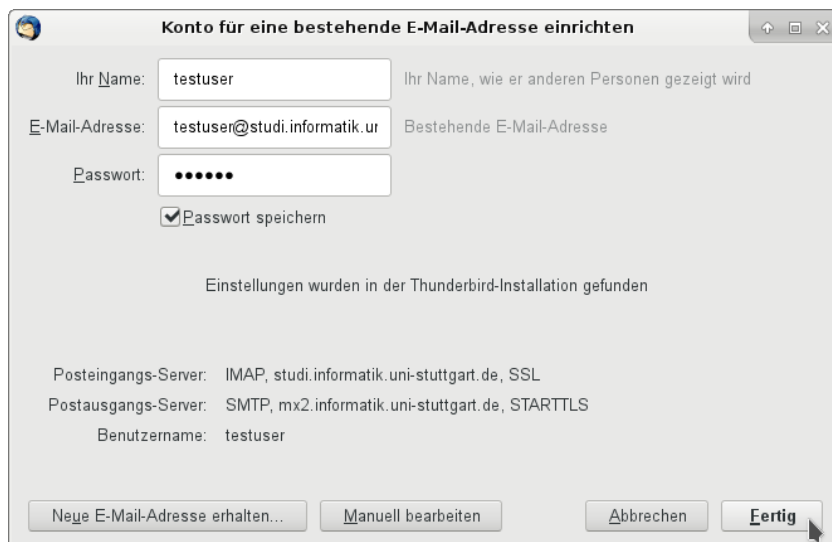 Konto für eine bestehende E-Mail-Adresse einrichten
Ihr Name: testuser Ihr Name, wie er anderen Personen gezeigt wird
E-Mail-Adresse: testuser@studi.informatik.ur Bestehende E-Mail-Adresse
Passwort: ●●●●●●
Passwort speichern
Einstellungen wurden in der Thunderbird-Installation gefunden
Posteingangs-Server: IMAP, studi.informatik.uni-stuttgart.de, SSL
Postausgangs-Server: SMTP, mx2.informatik.uni-stuttgart.de, STARTTLS
Benutzername: testuser
Neue E-Mail-Adresse erhalten... Manuell bearbeiten Abbrechen Fertig